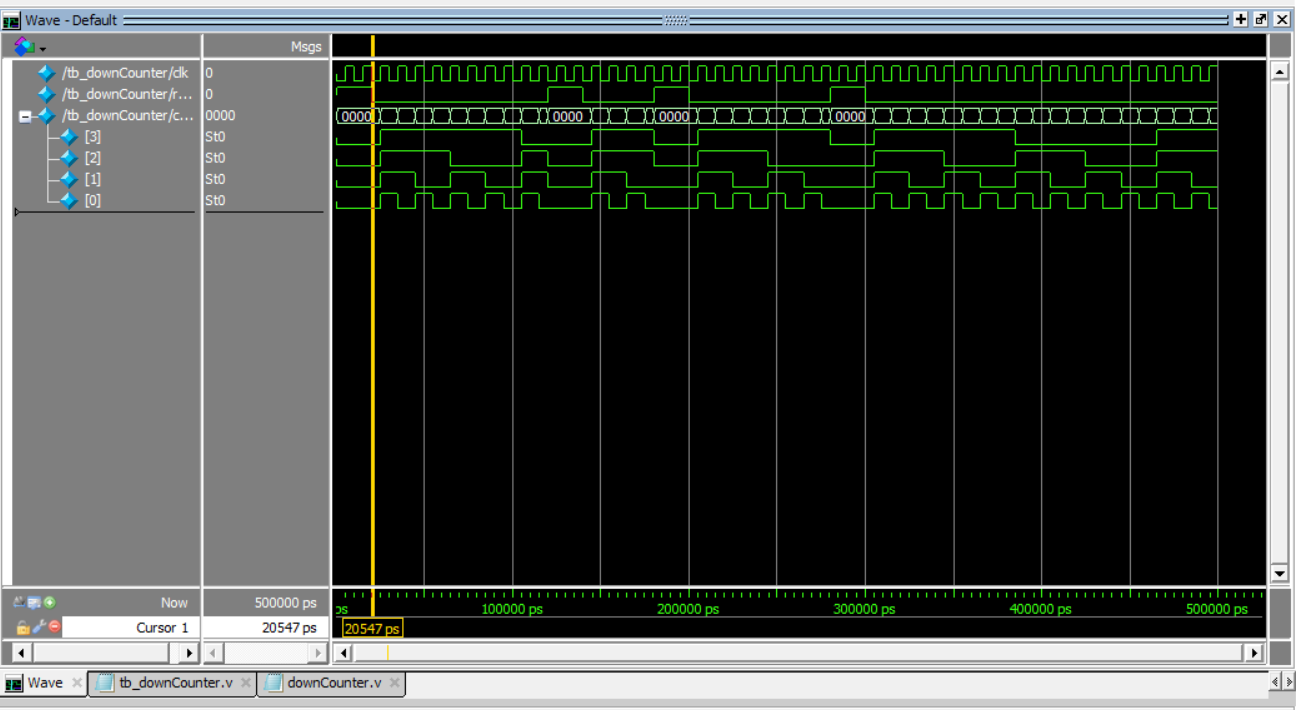 Wave - Default
Msgs
/tb_downCounter/clk 0
/tb_downCounter/r... 0
/tb_downCounter/c... 0000 0000 0000 0000 0000
[3] St0
[2] St0
[1] St0
[0] St0
Now 500000 ps ps 100000 ps 200000 ps 300000 ps 400000 ps 500000 ps
Cursor 1 20547 ps 20547 ps
Wave tb_downCounter.v downCounter.v